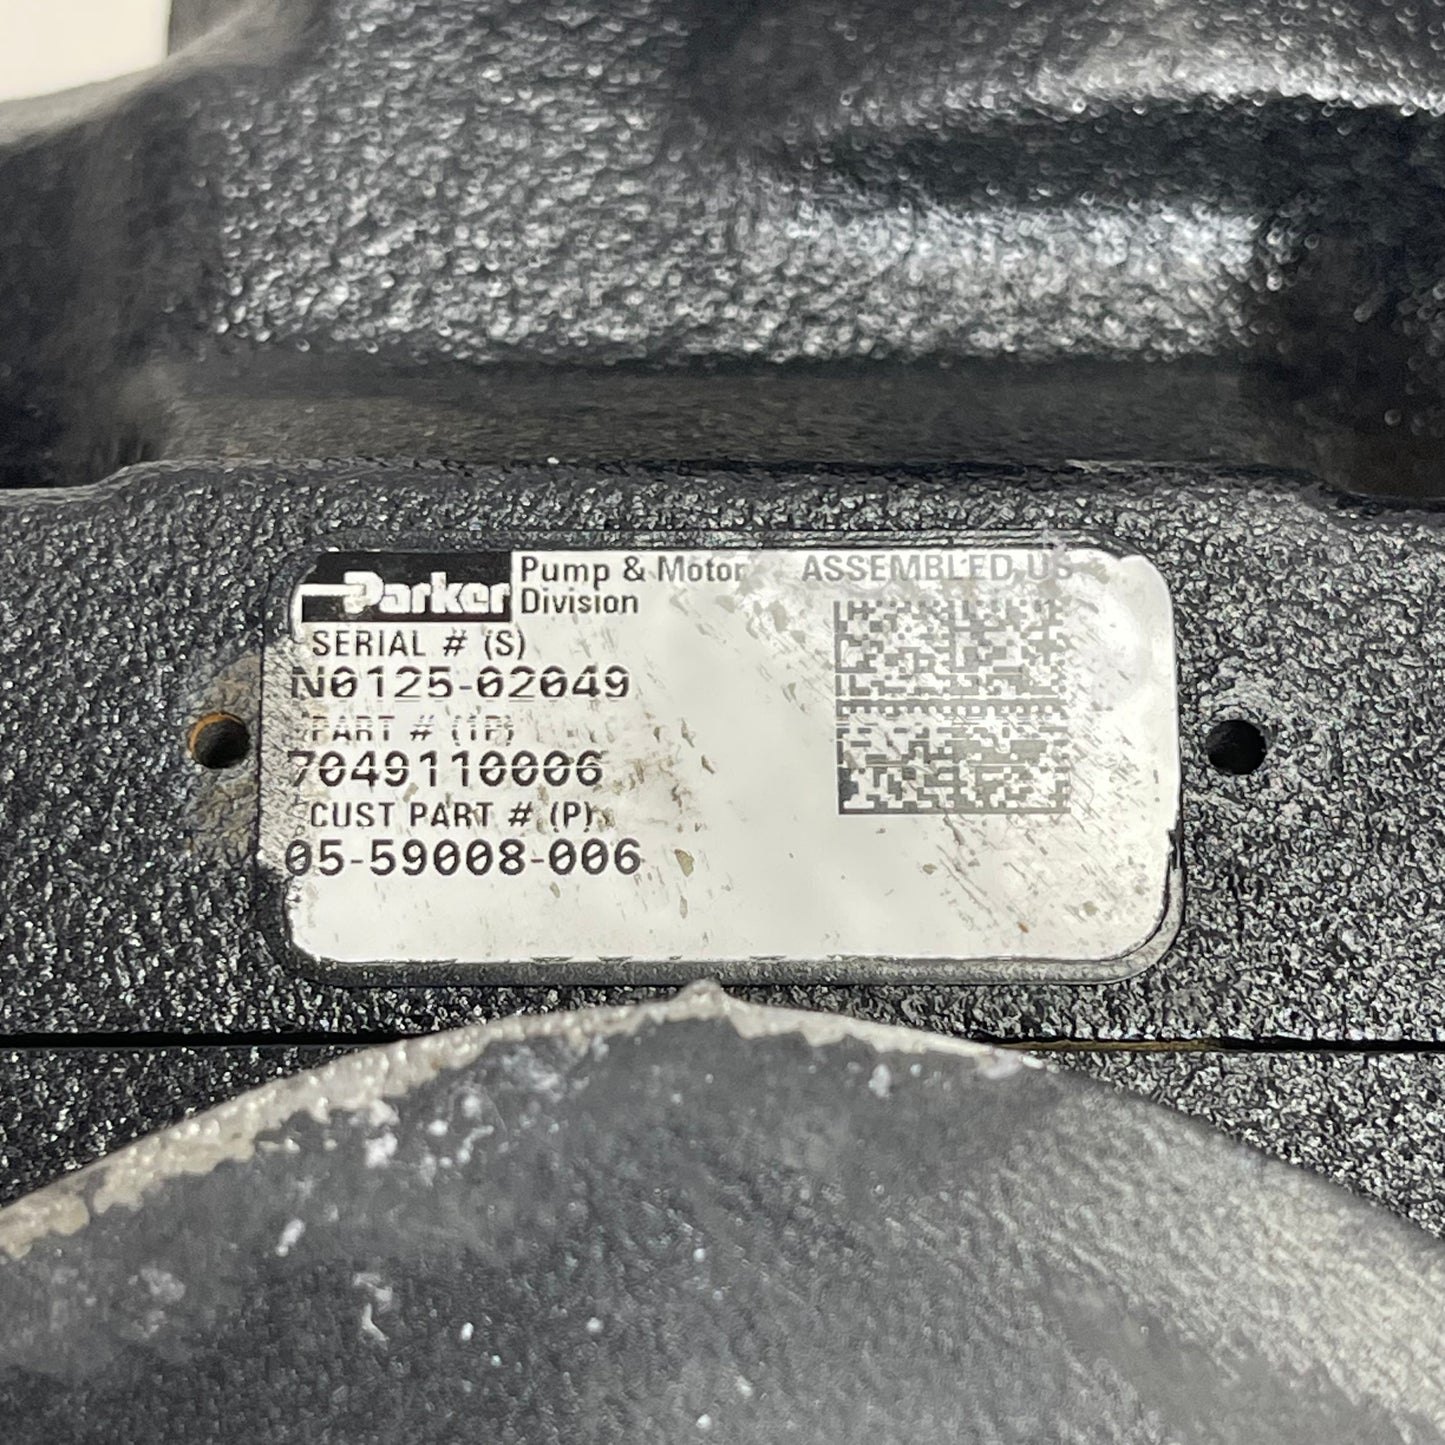 Parker Pump & Motor
Division
ASSEMBLED US
SERIAL # (S)
N0125-02049
PART # (1P)
7049110006
CUST PART # (P)
05-59008-006